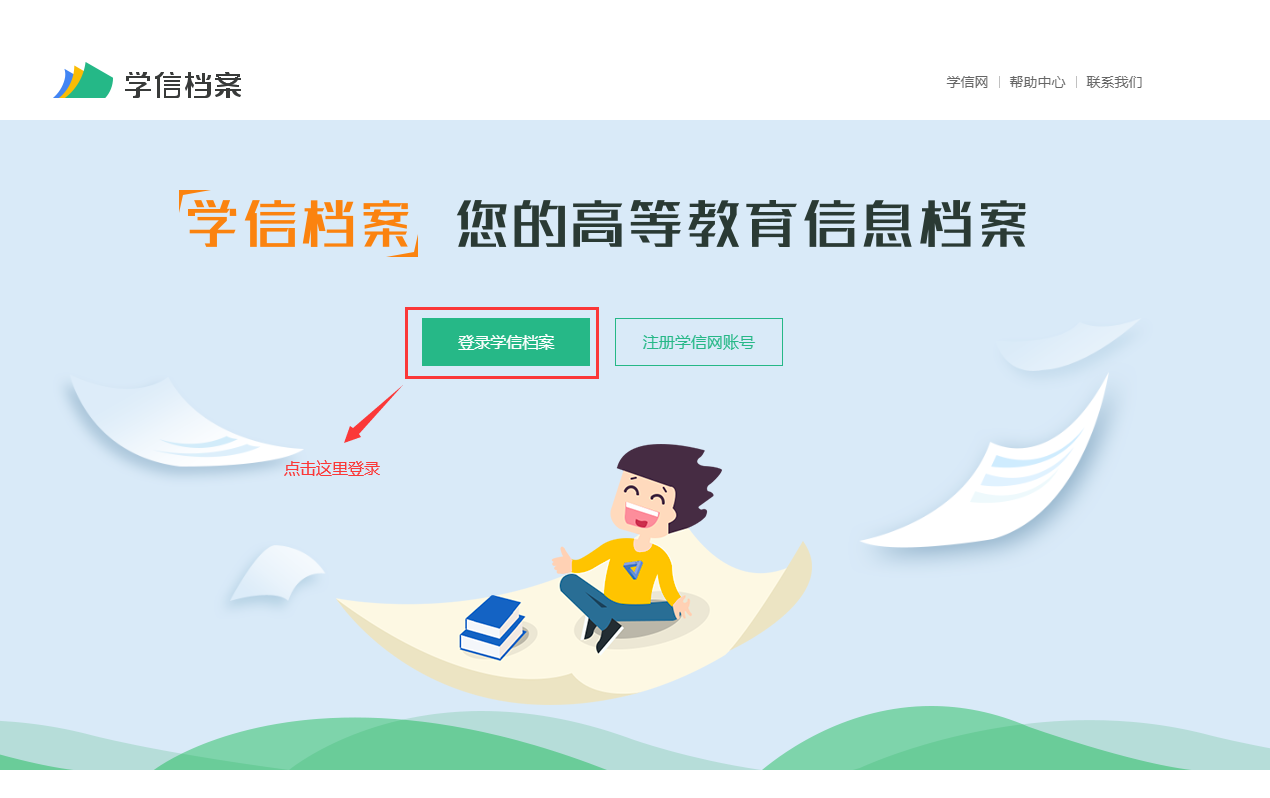 学信档案
学信网 | 帮助中心 | 联系我们
学信档案 您的高等教育信息档案
登录学信档案 注册学信网账号
点击这里登录